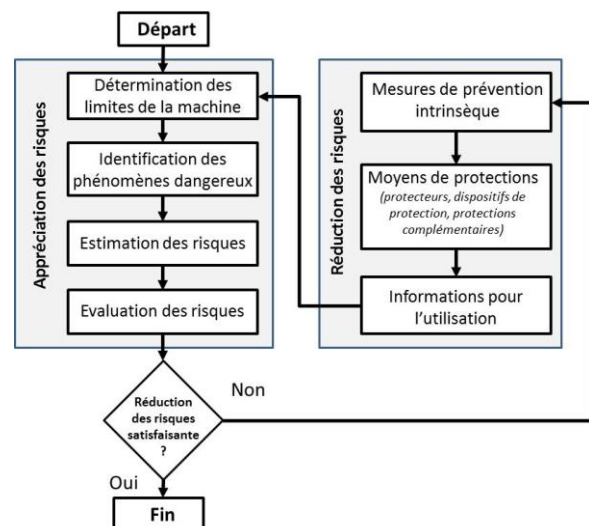 Départ
Appréciation des risques
Détermination des
limites de la machine
Identification des
phénomènes dangereux
Estimation des risques
Evaluation des risques
Réduction
des risques
satisfaisante
?
Non
Oui
Fin
Réduction des risques
Mesures de prévention
intrinsèque
Moyens de protections
(protecteurs, dispositifs de
protection, protections
complémentaires)
Informations pour
l'utilisation